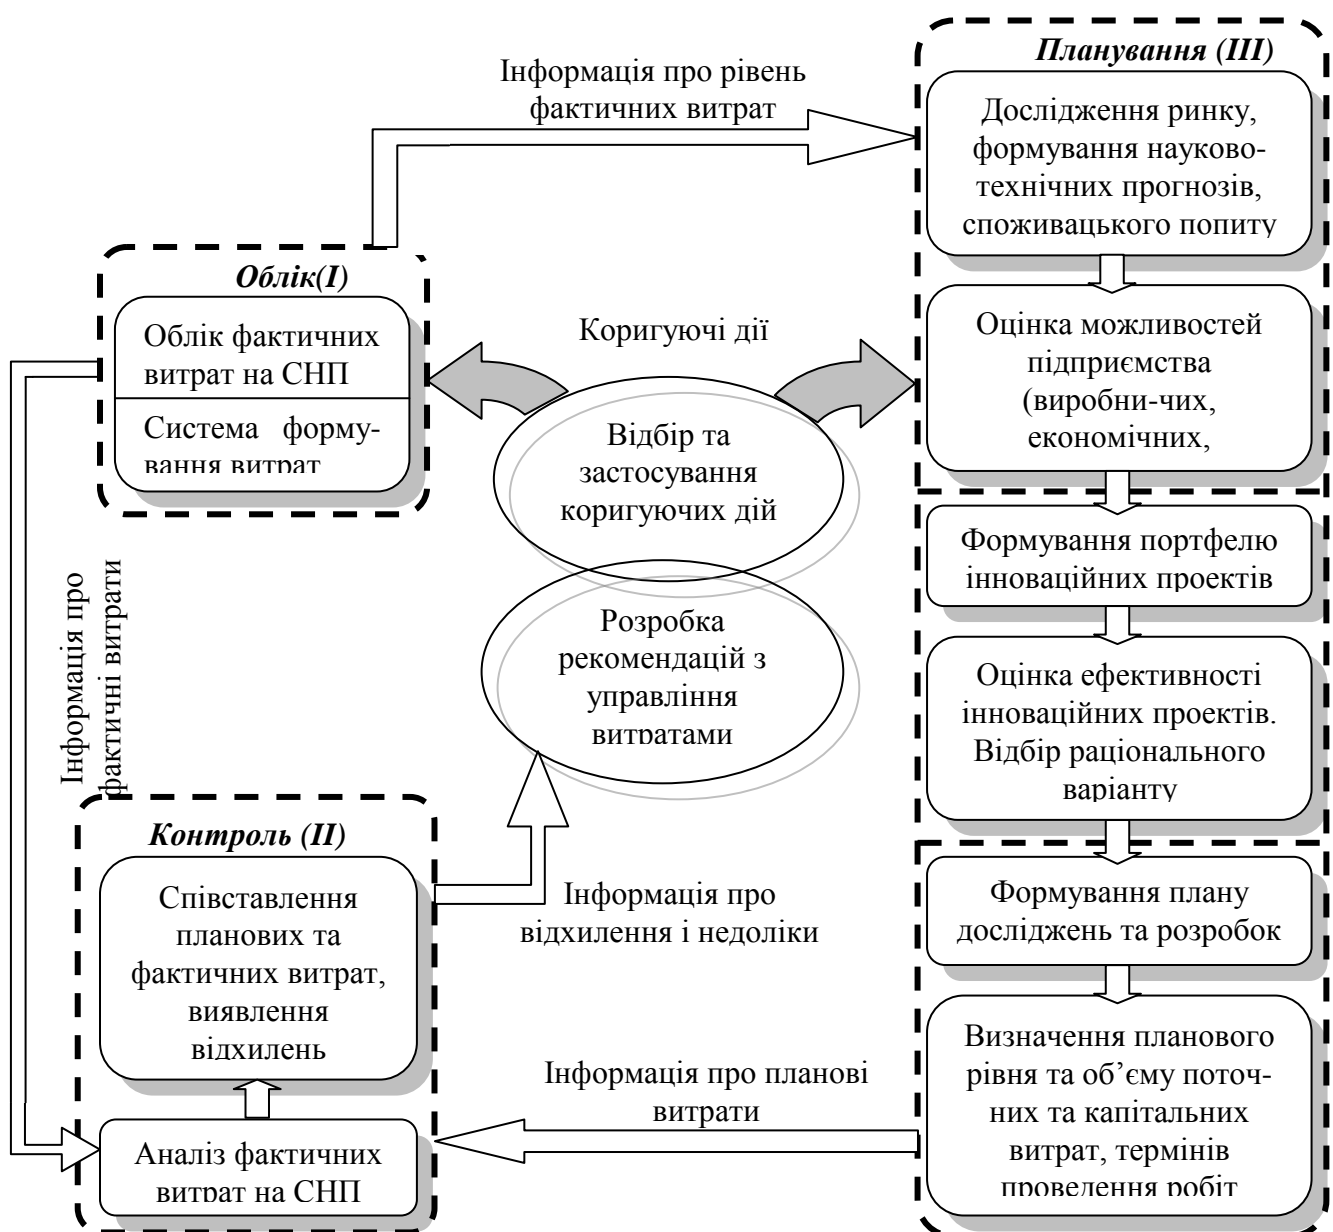 Інформація про рівень
фактичних витрат
Планування (III)
Дослідження ринку,
формування науково-
технічних прогнозів,
споживацького попиту
Облік(I)
Облік фактичних
витрат на СНП
Система форму-
вання витрат
Коригуючі дії
Оцінка можливостей
підприємства
(виробни-чих,
економічних,
Відбір та
застосування
коригуючих дій
Формування портфелю
інноваційних проектів
Інформація про
фактичні витрати
Розробка
рекомендацій з
управління
витратами
Оцінка ефективності
інноваційних проектів.
Відбір раціонального
варіанту
Контроль (II)
Співставлення
планових та
фактичних витрат,
виявлення
відхилень
Інформація про
відхилення і недоліки
Формування плану
досліджень та розробок
Визначення планового
рівня та об’єму поточ-
них та капітальних
витрат, термінів
проведення робіт
Інформація про планові
витрати
Аналіз фактичних
витрат на СНП